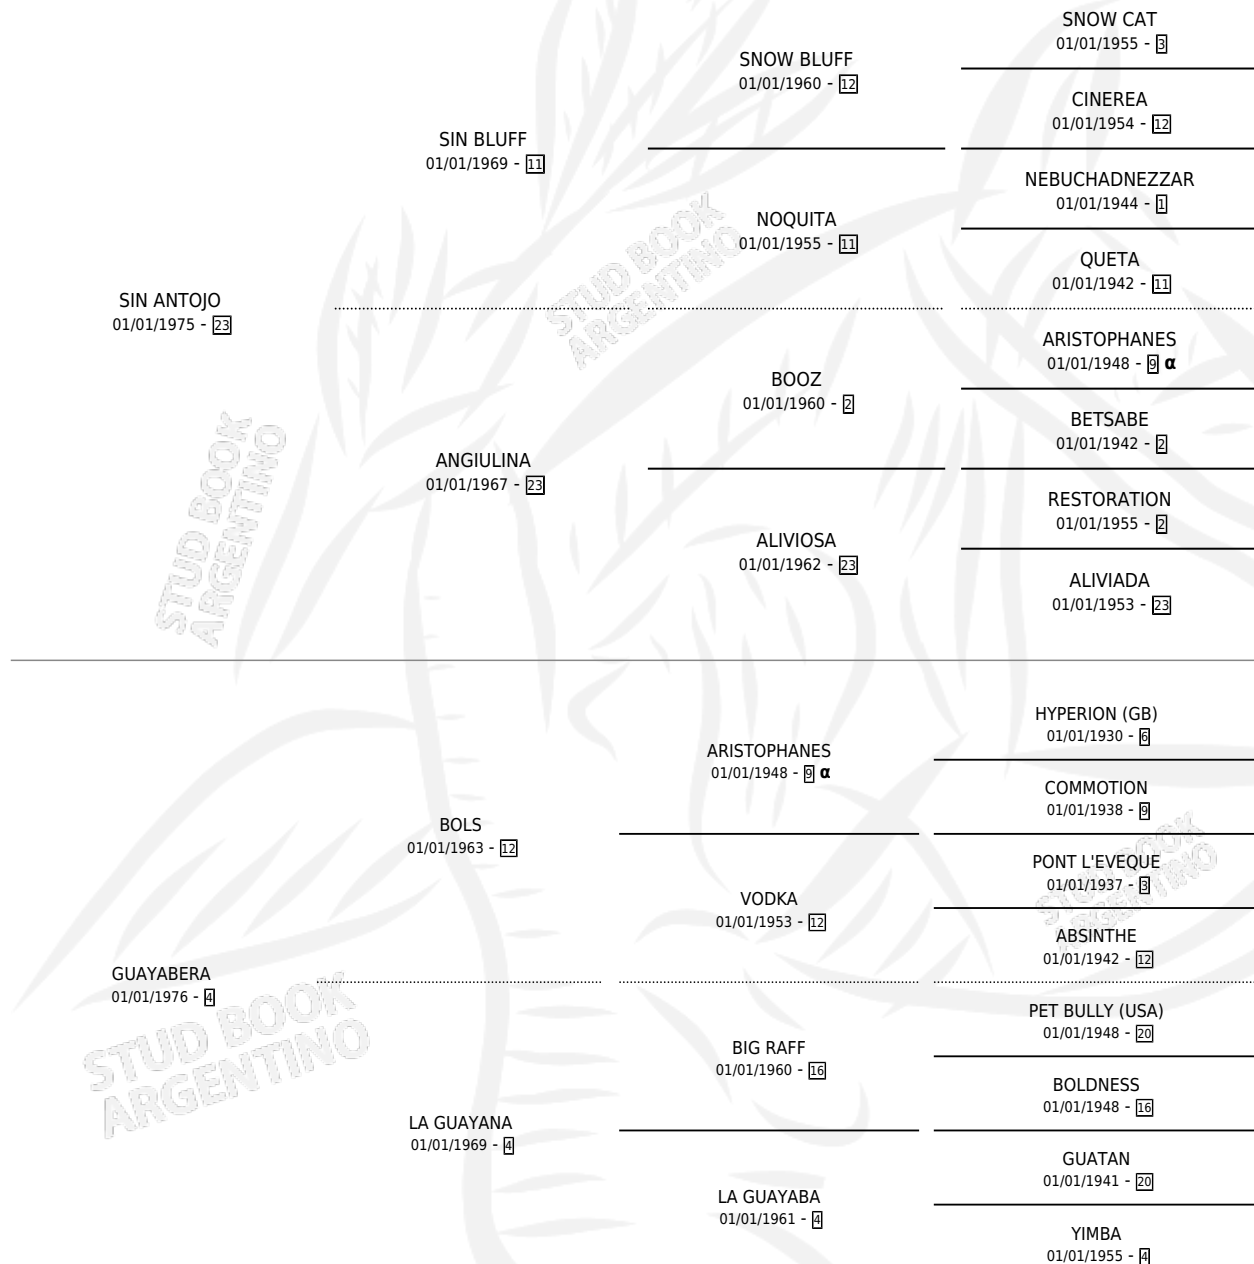 SNOW CAT
01/01/1955 - 3
SNOW BLUFF
01/01/1960 - 12
CINEREA
01/01/1954 - 12
SIN BLUFF
01/01/1969 - 11
NEBUCHADNEZZAR
01/01/1944 - 1
NOQUITA
01/01/1955 - 11
QUETA
01/01/1942 - 11
SIN ANTOJO
01/01/1975 - 23
STUD BOOK
ARGENTINO
ARISTOPHANES
01/01/1948 - 9 α
BOOZ
01/01/1960 - 2
BETSABE
01/01/1942 - 2
ANGIULINA
01/01/1967 - 23
RESTORATION
01/01/1955 - 2
ALIVIOSA
01/01/1962 - 23
ALIVIADA
01/01/1953 - 23
STUD BOOK
ARGENTINO
HYPERION (GB)
01/01/1930 - 6
ARISTOPHANES
01/01/1948 - 9 α
COMMOTION
01/01/1938 - 9
BOLS
01/01/1963 - 12
PONT L'EVEQUE
01/01/1937 - 3
VODKA
01/01/1953 - 12
ABSINTHE
01/01/1942 - 12
STUD BOOK
ARGENTINO
GUAYABERA
01/01/1976 - 4
PET BULLY (USA)
01/01/1948 - 20
BIG RAFF
01/01/1960 - 16
BOLDNESS
01/01/1948 - 16
STUD BOOK
ARGENTINO
LA GUAYANA
01/01/1969 - 4
GUATAN
01/01/1941 - 20
LA GUAYABA
01/01/1961 - 4
YIMBA
01/01/1955 - 4